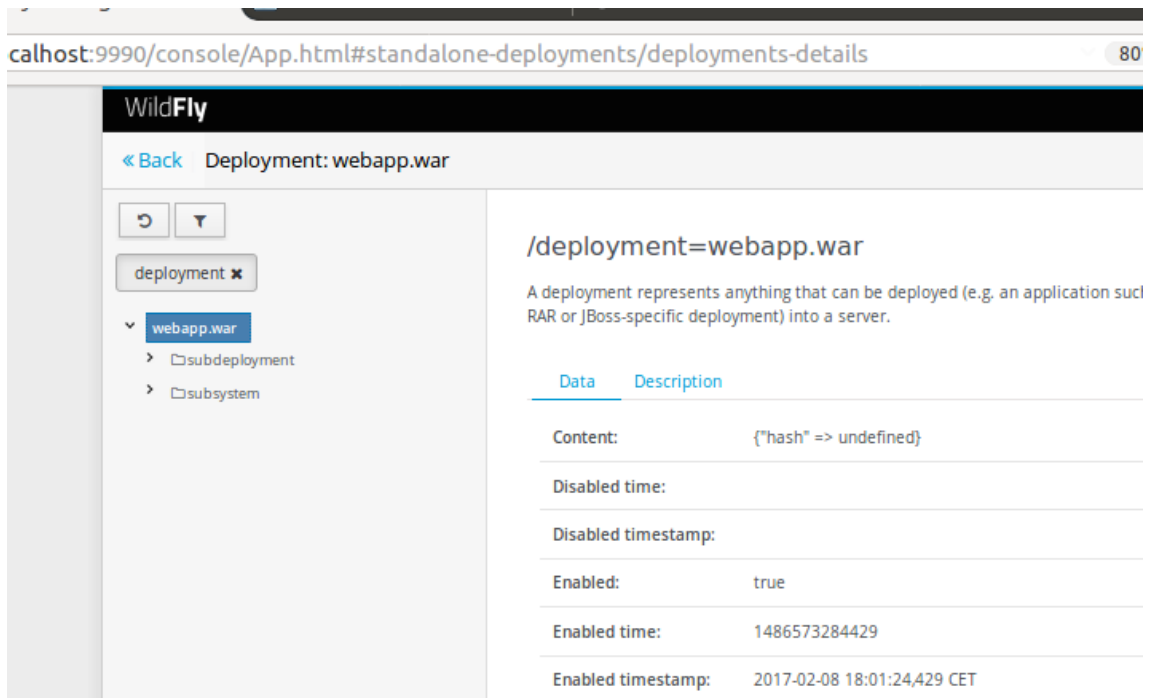 calhost:9990/console/App.html#standalone-deployments/deployments-details
80
WildFly
« Back Deployment: webapp.war
deployment ✖
webapp.war
subdeployment
subsystem
/deployment=webapp.war
A deployment represents anything that can be deployed (e.g. an application such
RAR or JBoss-specific deployment) into a server.
Data Description
Content: {"hash" => undefined}
Disabled time:
Disabled timestamp:
Enabled: true
Enabled time: 1486573284429
Enabled timestamp: 2017-02-08 18:01:24,429 CET